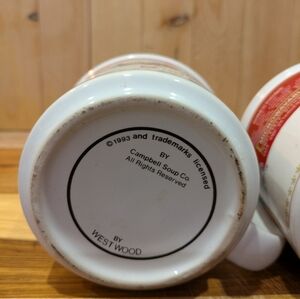 ©1993 and trademarks licensed
BY
Campbell Soup Co.
All Rights Reserved
BY
WESTWOOD